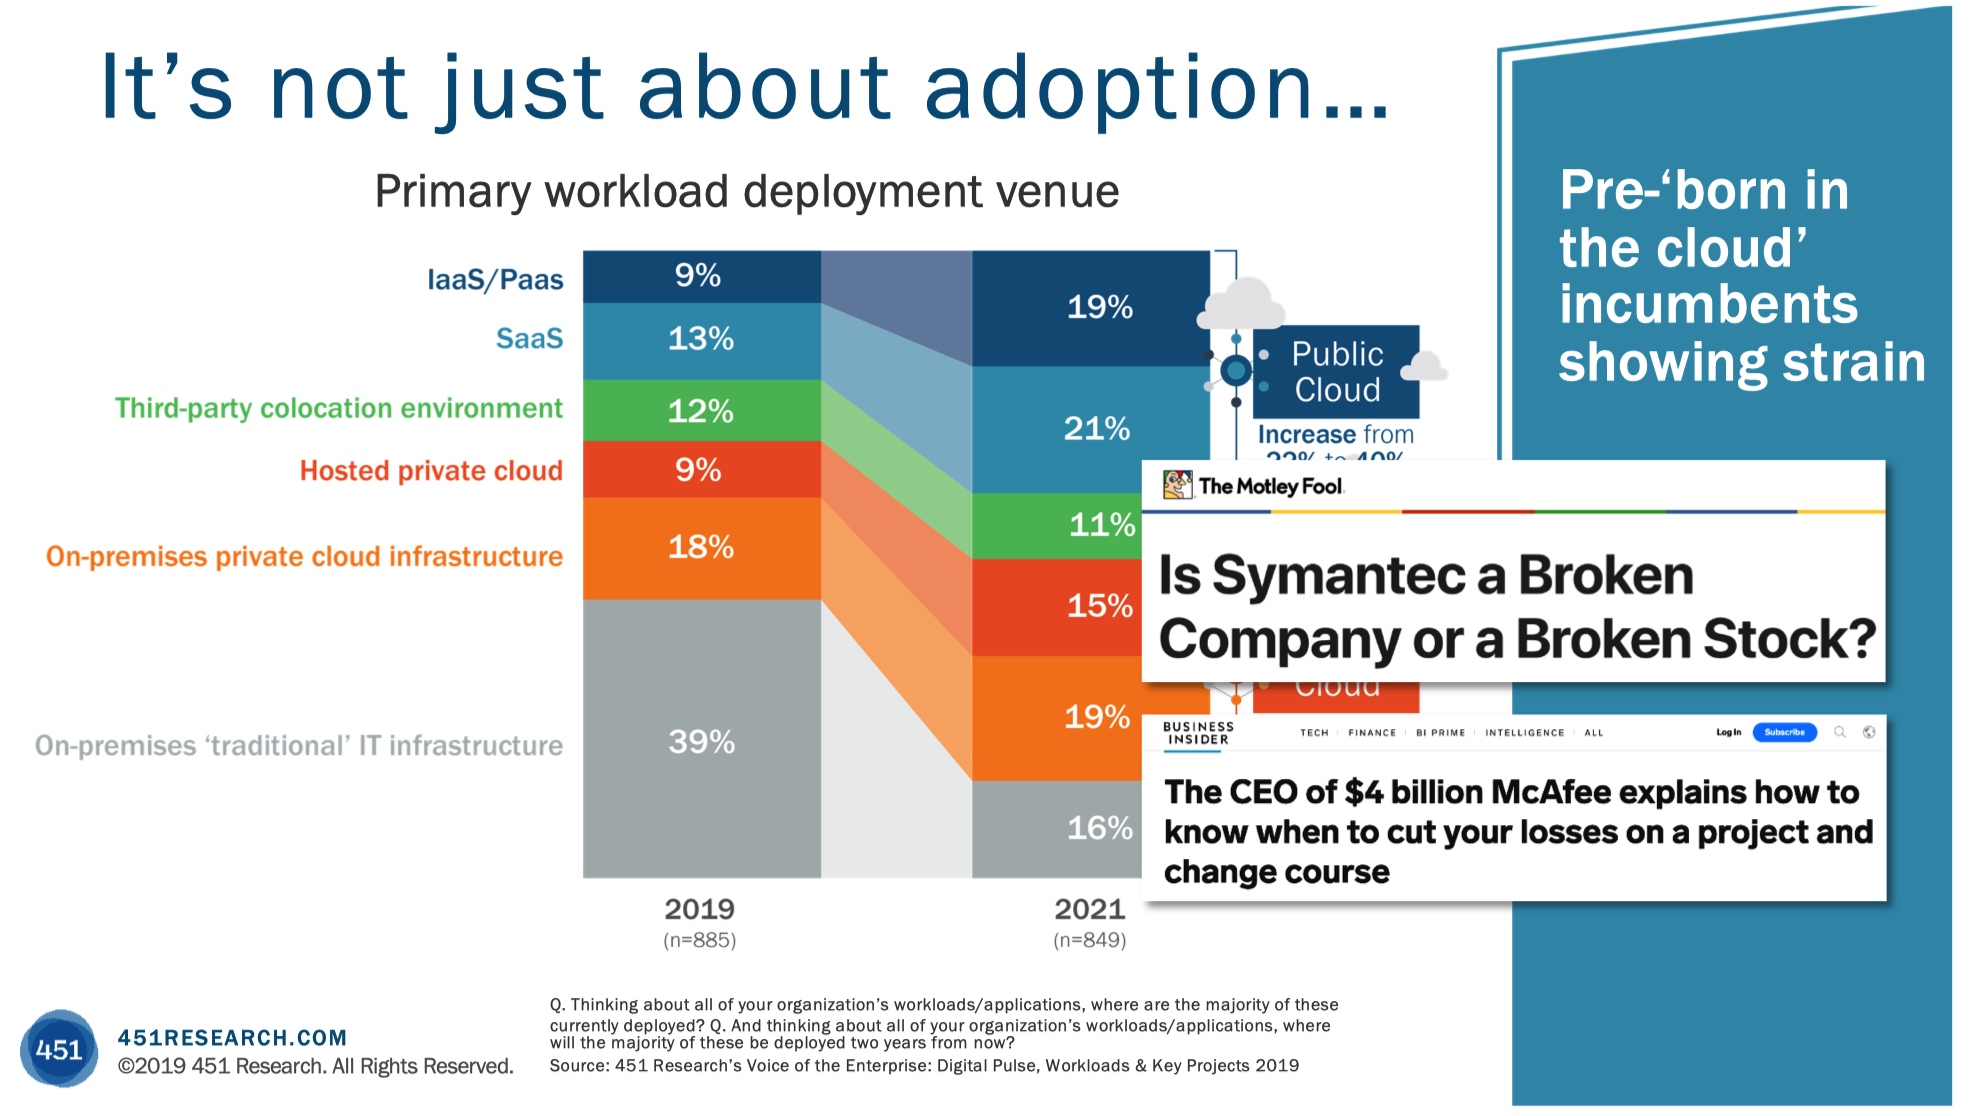 It’s not just about adoption...
Primary workload deployment venue
IaaS/Paas
SaaS
Third-party colocation environment
Hosted private cloud
On-premises private cloud infrastructure
On-premises ‘traditional’ IT infrastructure
9%
13%
12%
9%
18%
39%
2019
(n=885)
19%
21%
11%
15%
19%
16%
2021
(n=849)
Public
Cloud
Increase from
22% to 40%
Cloud
Pre-‘born in
the cloud’
incumbents
showing strain
The Motley Fool
Is Symantec a Broken
Company or a Broken Stock?
BUSINESS
INSIDER
TECH FINANCE BI PRIME INTELLIGENCE ALL
Log In Subscribe
The CEO of $4 billion McAfee explains how to
know when to cut your losses on a project and
change course
Q. Thinking about all of your organization’s workloads/applications, where are the majority of these
currently deployed? Q. And thinking about all of your organization’s workloads/applications, where
will the majority of these be deployed two years from now?
Source: 451 Research’s Voice of the Enterprise: Digital Pulse, Workloads & Key Projects 2019
451
451RESEARCH.COM
©2019 451 Research. All Rights Reserved.